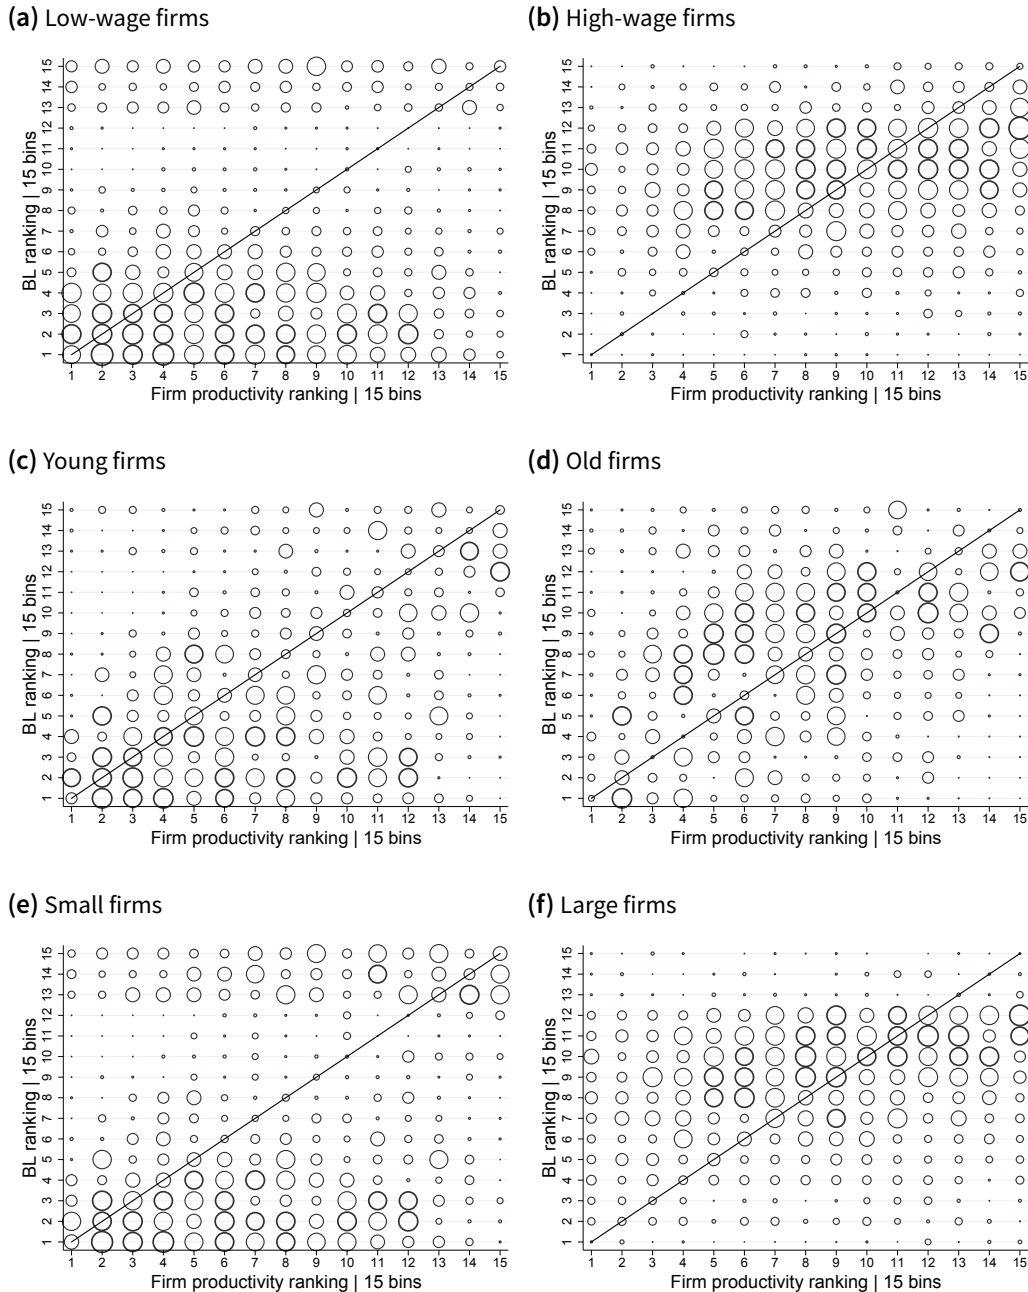 (a) Low-wage firms
(b) High-wage firms
BL ranking | 15 bins
1 2 3 4 5 6 7 8 9 10 11 12 13 14 15
1 2 3 4 5 6 7 8 9 10 11 12 13 14 15
Firm productivity ranking | 15 bins
BL ranking | 15 bins
1 2 3 4 5 6 7 8 9 10 11 12 13 14 15
1 2 3 4 5 6 7 8 9 10 11 12 13 14 15
Firm productivity ranking | 15 bins
(c) Young firms
(d) Old firms
BL ranking | 15 bins
1 2 3 4 5 6 7 8 9 10 11 12 13 14 15
1 2 3 4 5 6 7 8 9 10 11 12 13 14 15
Firm productivity ranking | 15 bins
BL ranking | 15 bins
1 2 3 4 5 6 7 8 9 10 11 12 13 14 15
1 2 3 4 5 6 7 8 9 10 11 12 13 14 15
Firm productivity ranking | 15 bins
(e) Small firms
(f) Large firms
BL ranking | 15 bins
1 2 3 4 5 6 7 8 9 10 11 12 13 14 15
1 2 3 4 5 6 7 8 9 10 11 12 13 14 15
Firm productivity ranking | 15 bins
BL ranking | 15 bins
1 2 3 4 5 6 7 8 9 10 11 12 13 14 15
1 2 3 4 5 6 7 8 9 10 11 12 13 14 15
Firm productivity ranking | 15 bins